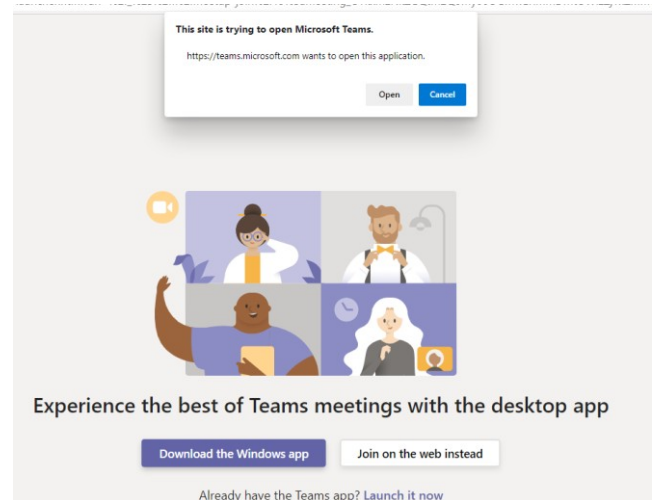 This site is trying to open Microsoft Teams.
https://teams.microsoft.com wants to open this application.
Open Cancel
Experience the best of Teams meetings with the desktop app
Download the Windows app Join on the web instead
Already have the Teams app? Launch it now